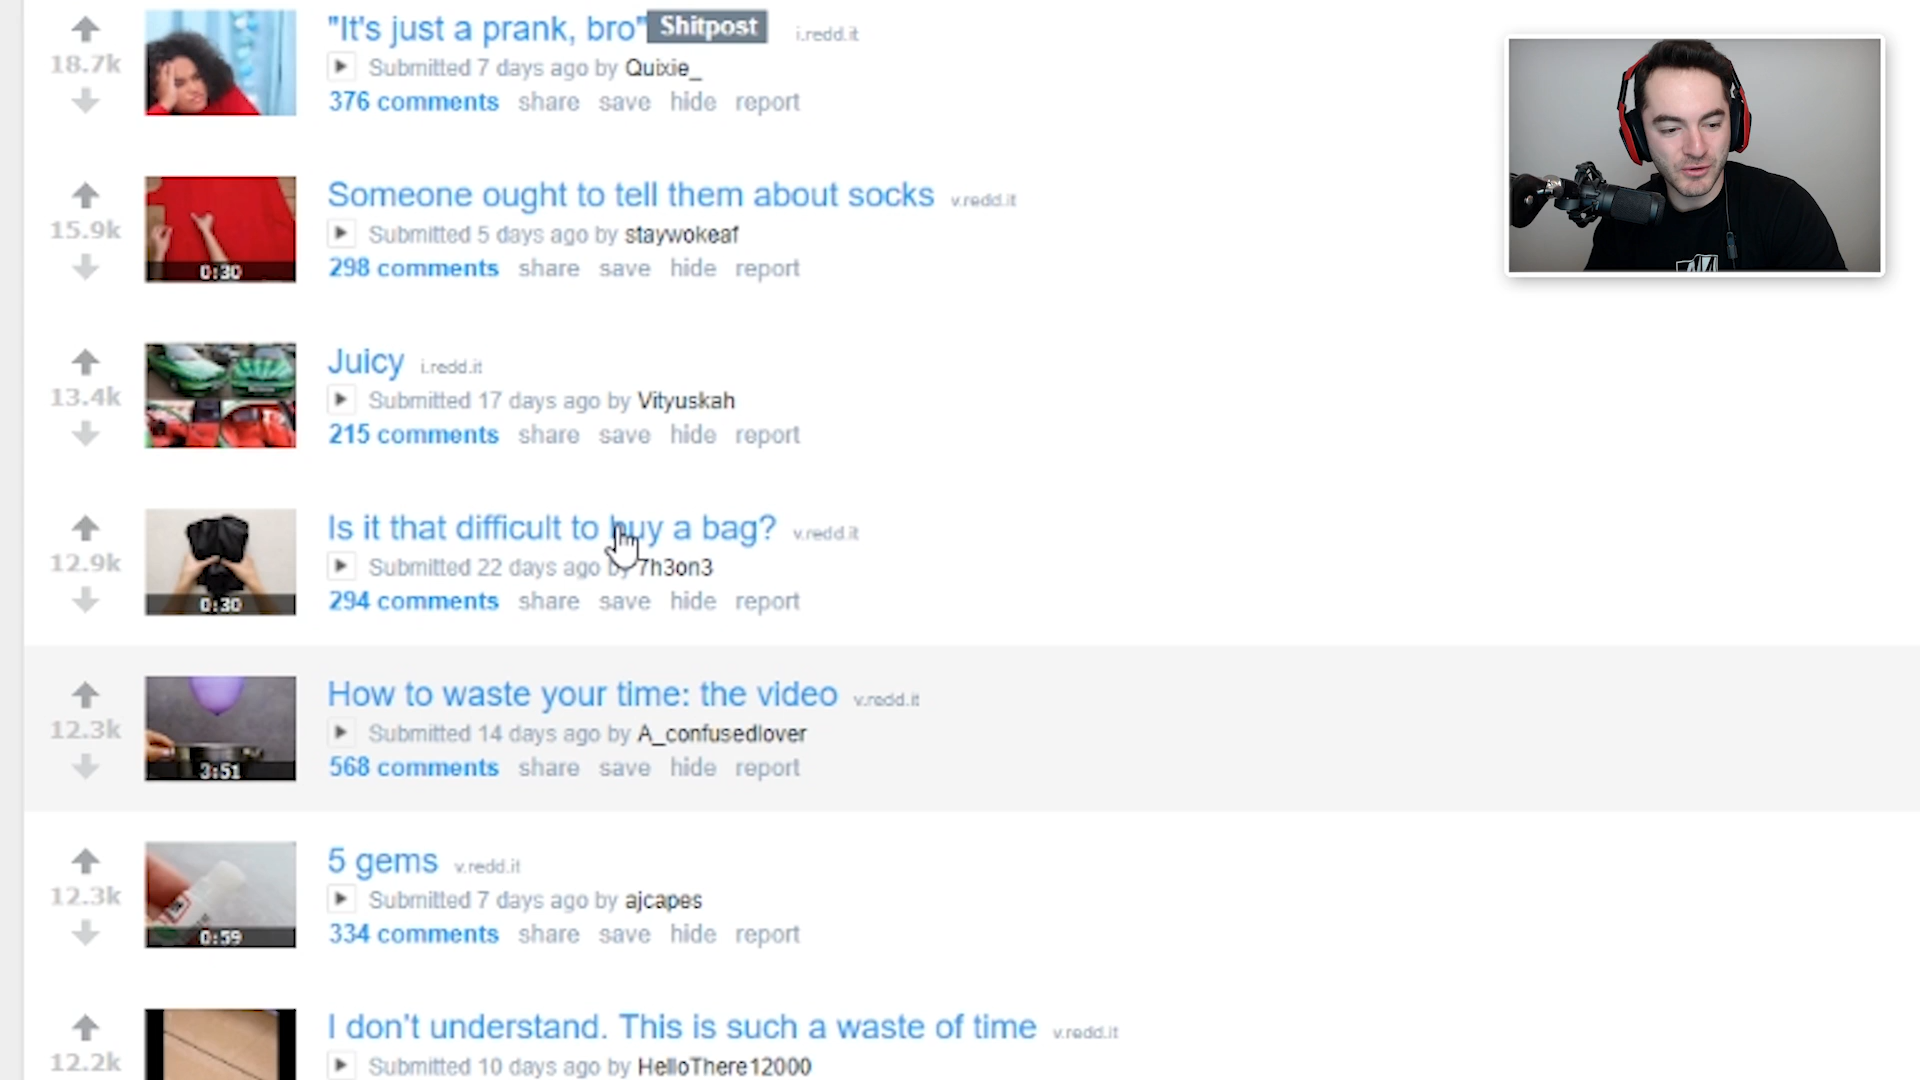 "It's just a prank, bro" Shitpost i.redd.it
18.7k
Submitted 7 days ago by Quixie_
376 comments share save hide report
Someone ought to tell them about socks v.redd.it
15.9k
Submitted 5 days ago by staywokeaf
0:30
298 comments share save hide report
Juicy i.redd.it
13.4k
Submitted 17 days ago by Vityuskah
215 comments share save hide report
Is it that difficult to buy a bag? v.redd.it
12.9k
Submitted 22 days ago by 7h3on3
0:30
294 comments share save hide report
How to waste your time: the video v.redd.it
12.3k
Submitted 14 days ago by A_confusedlover
3:51
568 comments share save hide report
5 gems v.redd.it
12.3k
Submitted 7 days ago by ajcapes
0:59
334 comments share save hide report
I don't understand. This is such a waste of time v.redd.it
12.2k
Submitted 10 days ago by HelloThere12000